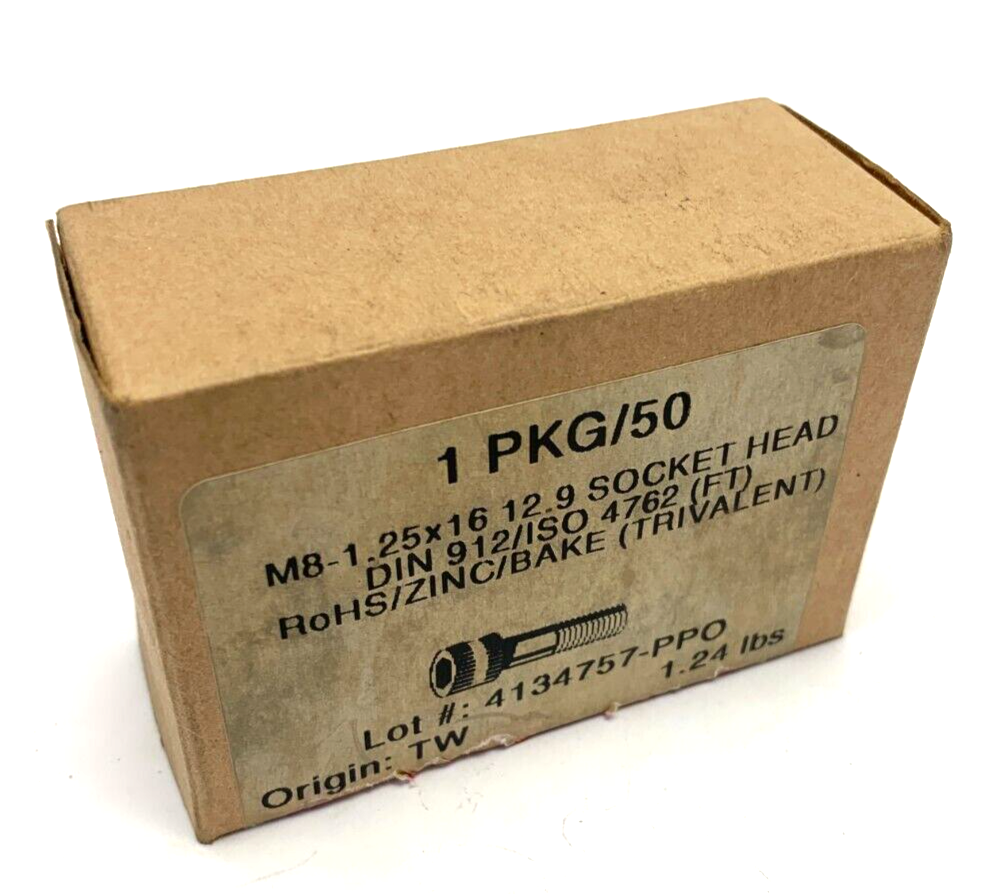 1 PKG/50
M8-1.25x16 12.9 SOCKET HEAD
DIN 912/ISO 4762 (FT)
RoHS/ZINC/BAKE (TRIVALENT)
Lot #: 4134757-PPO
Origin: TW 1.24 lbs